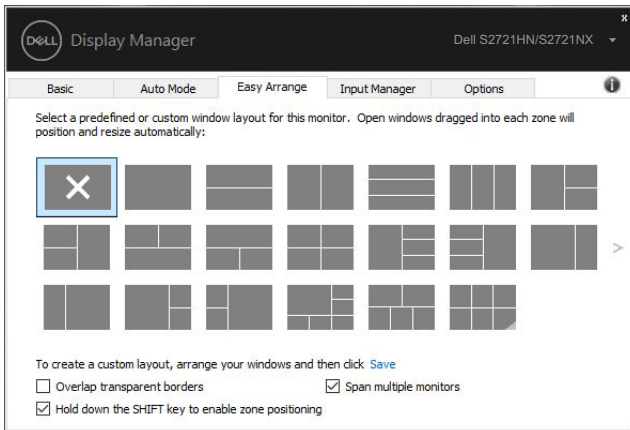 x
DELL Display Manager
Dell S2721HN/S2721NX
Basic Auto Mode Easy Arrange Input Manager Options
Select a predefined or custom window layout for this monitor. Open windows dragged into each zone will
position and resize automatically:
To create a custom layout, arrange your windows and then click Save
Overlap transparent borders Span multiple monitors
Hold down the SHIFT key to enable zone positioning